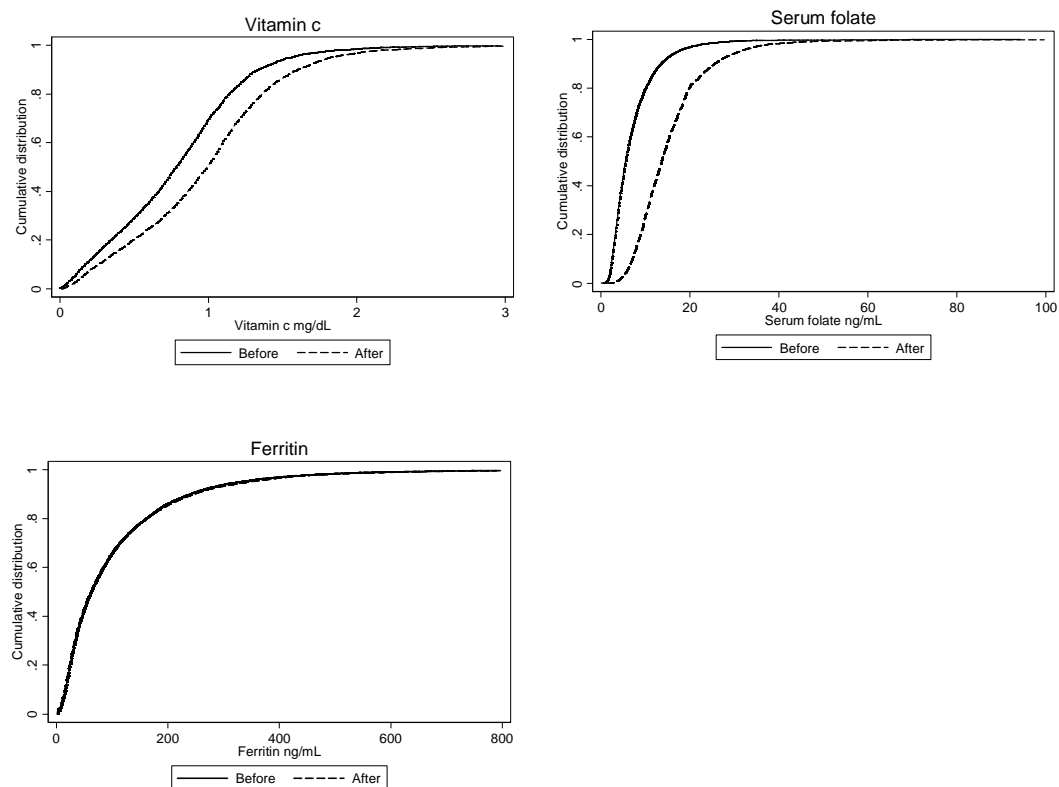 Vitamin c
Cumulative distribution
0 .2 .4 .6 .8 1
0 1 2 3
Vitamin c mg/dL
Before After
Serum folate
Cumulative distribution
0 .2 .4 .6 .8 1
0 20 40 60 80 100
Serum folate ng/mL
Before After
Ferritin
Cumulative distribution
0 .2 .4 .6 .8 1
0 200 400 600 800
Ferritin ng/mL
Before After